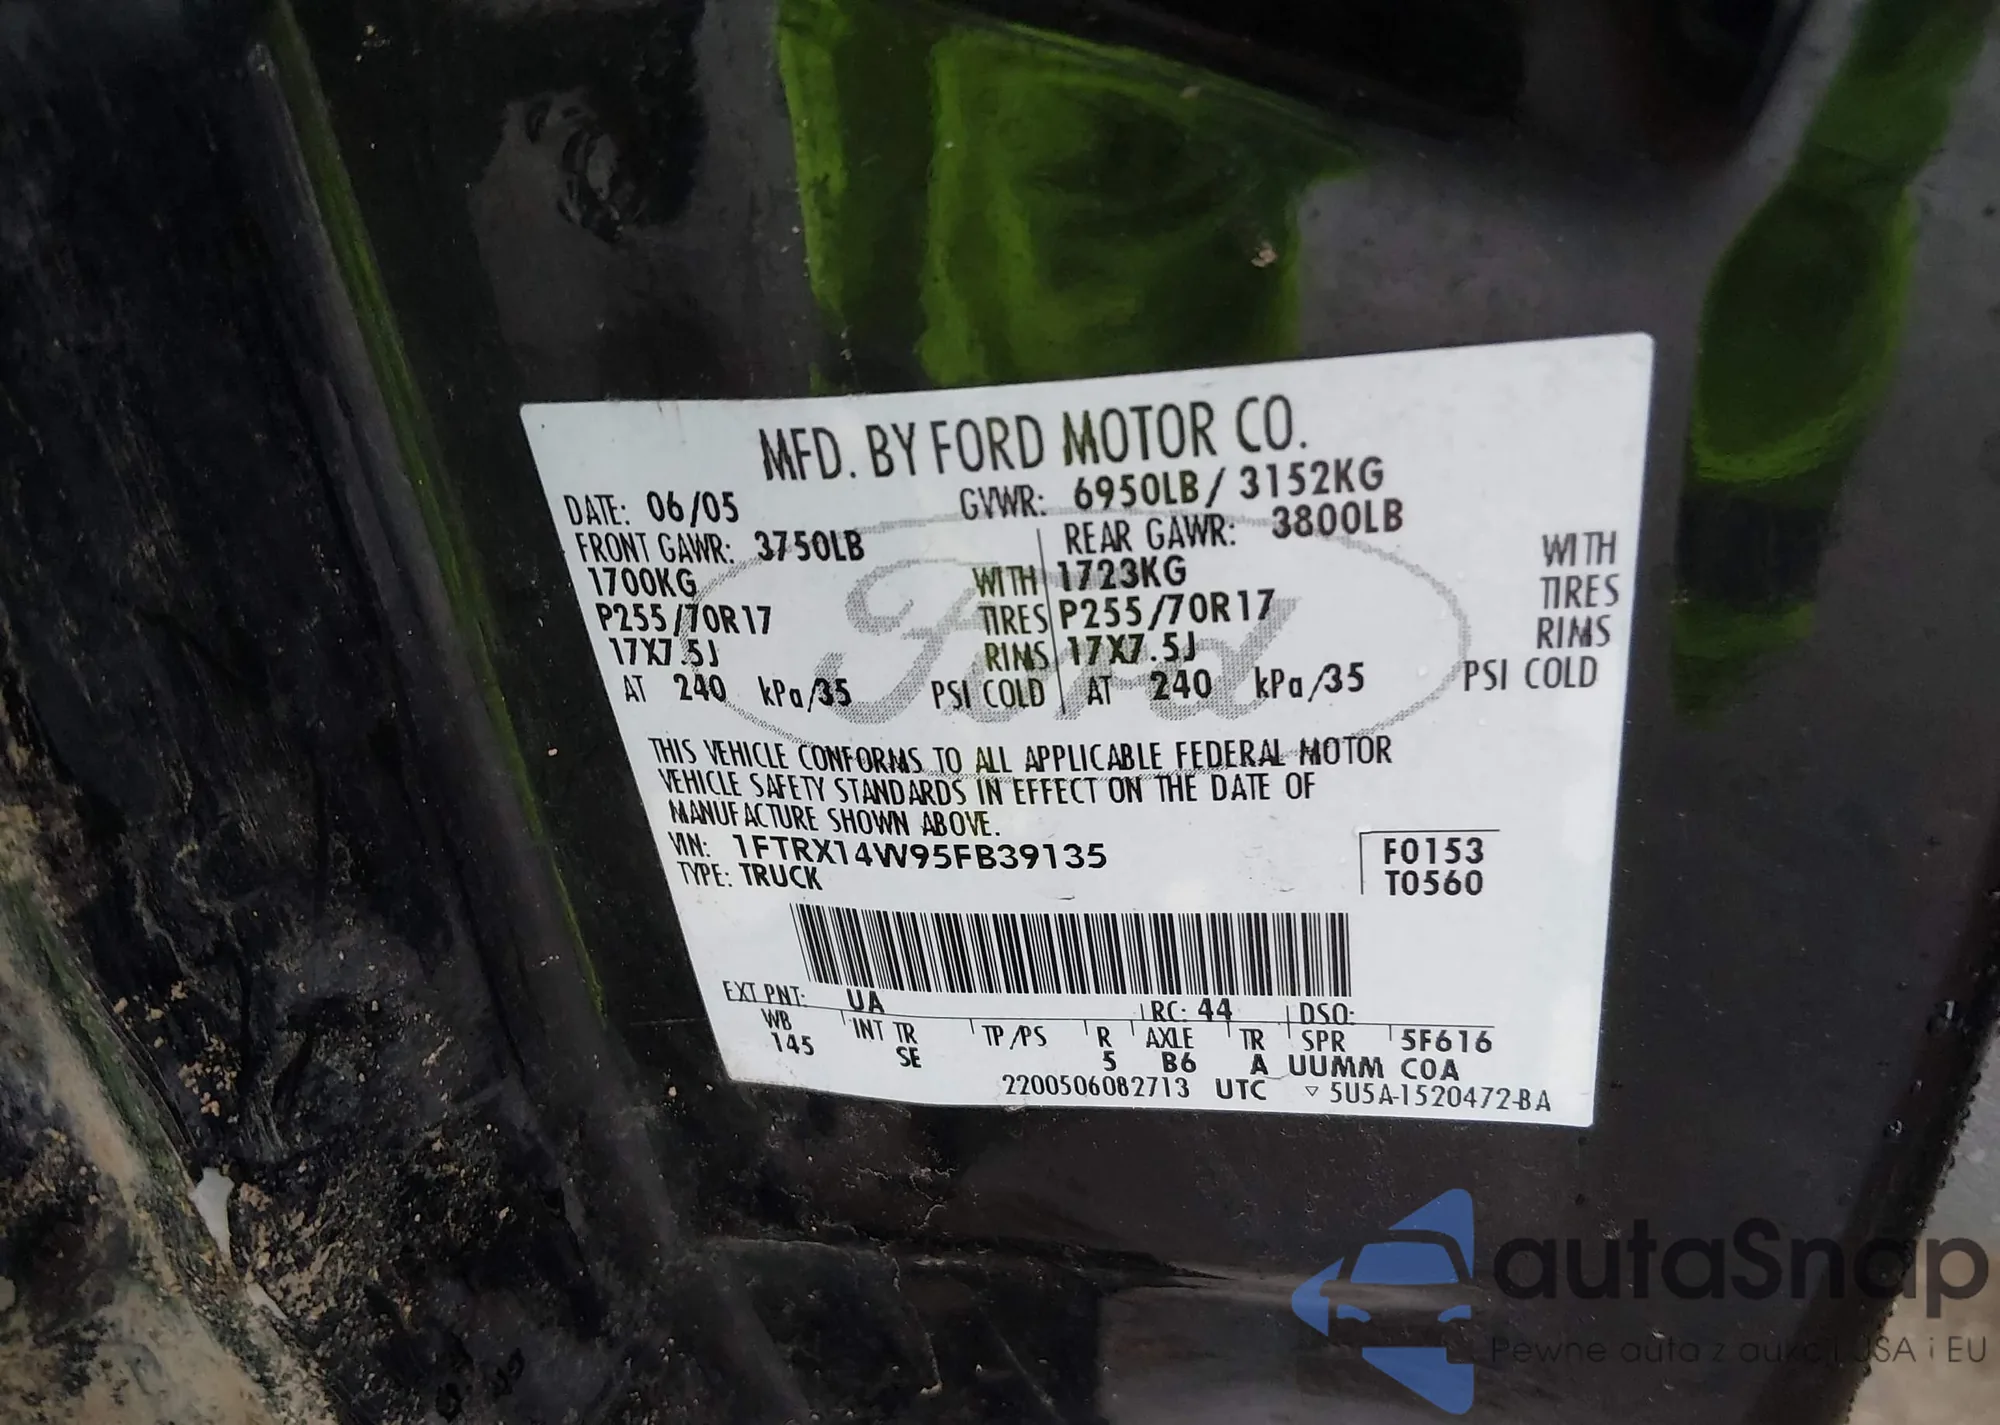 MFD. BY FORD MOTOR CO.
DATE: 06/05 GVWR: 6950LB / 3152KG
FRONT GAWR: 3750LB REAR GAWR: 3800LB
1700KG WITH 1723KG WITH
P255/70R17 TIRES P255/70R17 TIRES
17X7.5J RIMS 17X7.5J RIMS
AT 240 kPa/35 PSI COLD AT 240 kPa/35 PSI COLD
Ford
THIS VEHICLE CONFORMS TO ALL APPLICABLE FEDERAL MOTOR
VEHICLE SAFETY STANDARDS IN EFFECT ON THE DATE OF
MANUFACTURE SHOWN ABOVE.
VIN: 1FTRX14W95FB39135 F0153
TYPE: TRUCK T0560
EXT PNT: UA RC: 44 DSO:
WB INT TR TP/PS R AXLE TR SPR 5F616
145 SE 5 B6 A UUMM COA
2200506082713 UTC ▽ 5U5A-1520472-BA
autaSnap
Pewne auta z aukcji USA i EU